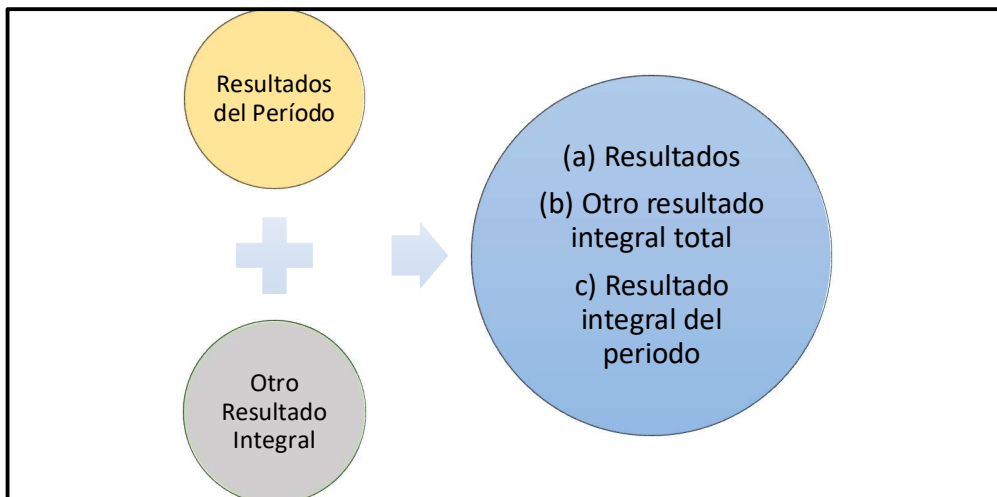 Resultados
del Período
Otro
Resultado
Integral
(a) Resultados
(b) Otro resultado
integral total
c) Resultado
integral del
periodo